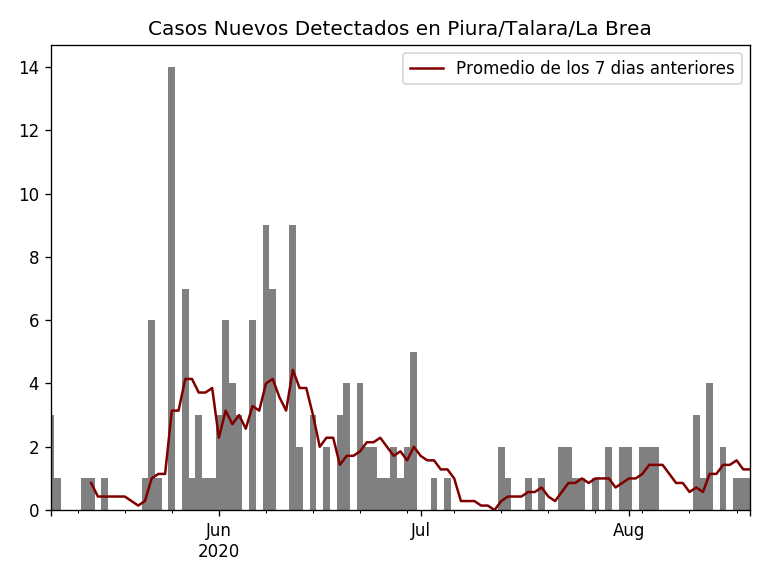 Casos Nuevos Detectados en Piura/Talara/La Brea
Promedio de los 7 dias anteriores
14
12
10
8
6
4
2
0
Jun
2020
Jul
Aug